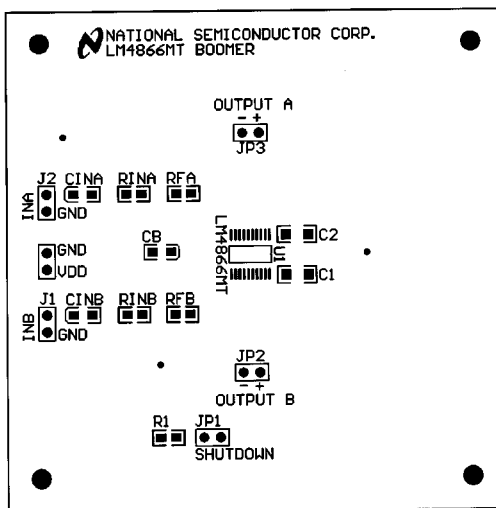 NATIONAL SEMICONDUCTOR CORP.
LM4866MT BOOMER
OUTPUT A
- +
JP3
J2 CINA RINA RFA
INA
GND
CB
LM4866MT
U1
C2
GND
VDD
C1
J1 CINB RINB RFB
INB
GND
JP2
- +
OUTPUT B
R1 JP1
SHUTDOWN